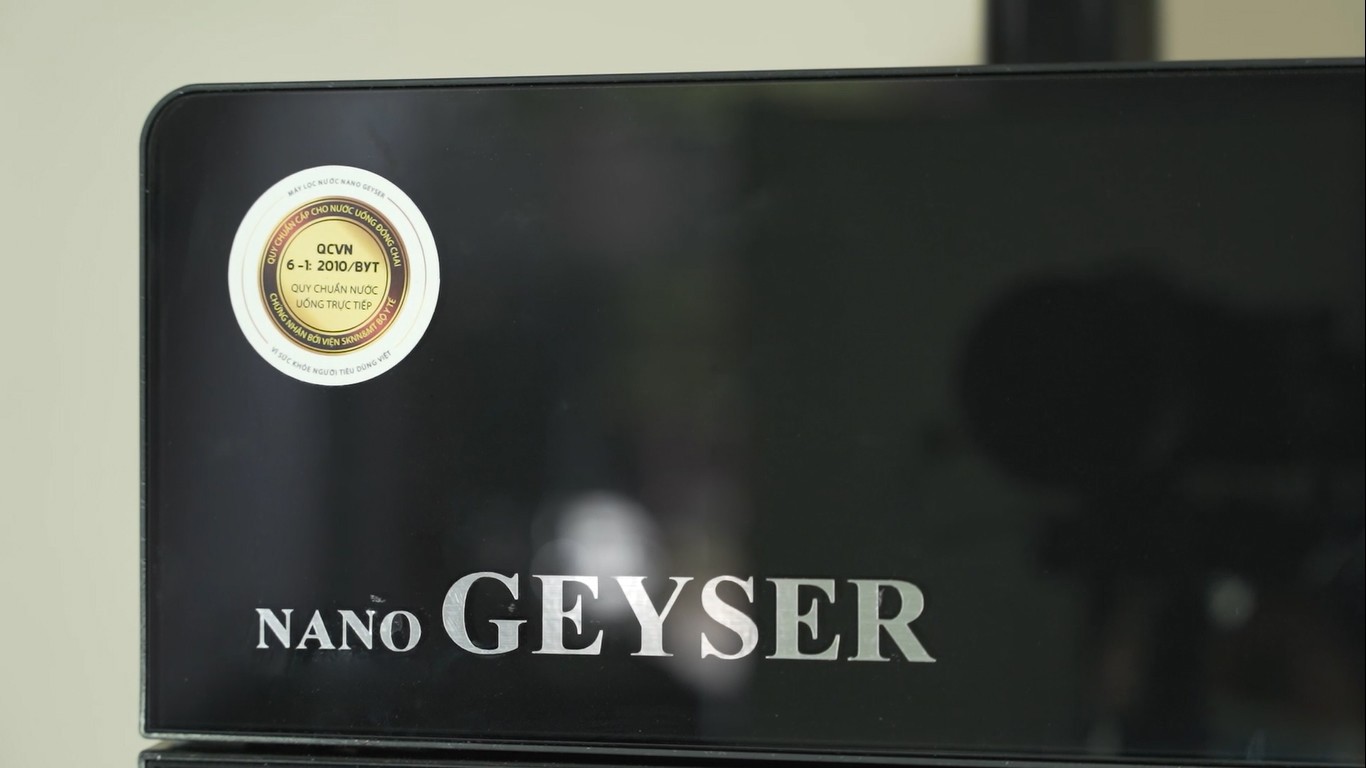 MÁY LỌC NƯỚC NANO GEYSER
QUY CHUẨN CẤP CHO NƯỚC UỐNG ĐÓNG CHAI
QCVN
6-1: 2010/BYT
QUY CHUẨN NƯỚC
UỐNG TRỰC TIẾP
CHỨNG NHẬN BỞI VIỆN SKNN&MT BỘ Y TẾ
VÌ SỨC KHỎE NGƯỜI TIÊU DÙNG VIỆT
NANO GEYSER